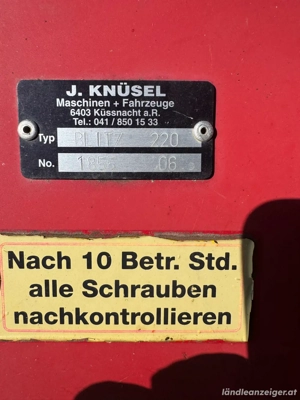 J. KNÜSEL
Maschinen + Fahrzeuge
6403 Küssnacht a.R.
Tel.: 041 / 850 15 33
Typ BLITZ 220
No. 06
Nach 10 Betr. Std.
alle Schrauben
nachkontrollieren
ländleanzeiger.at